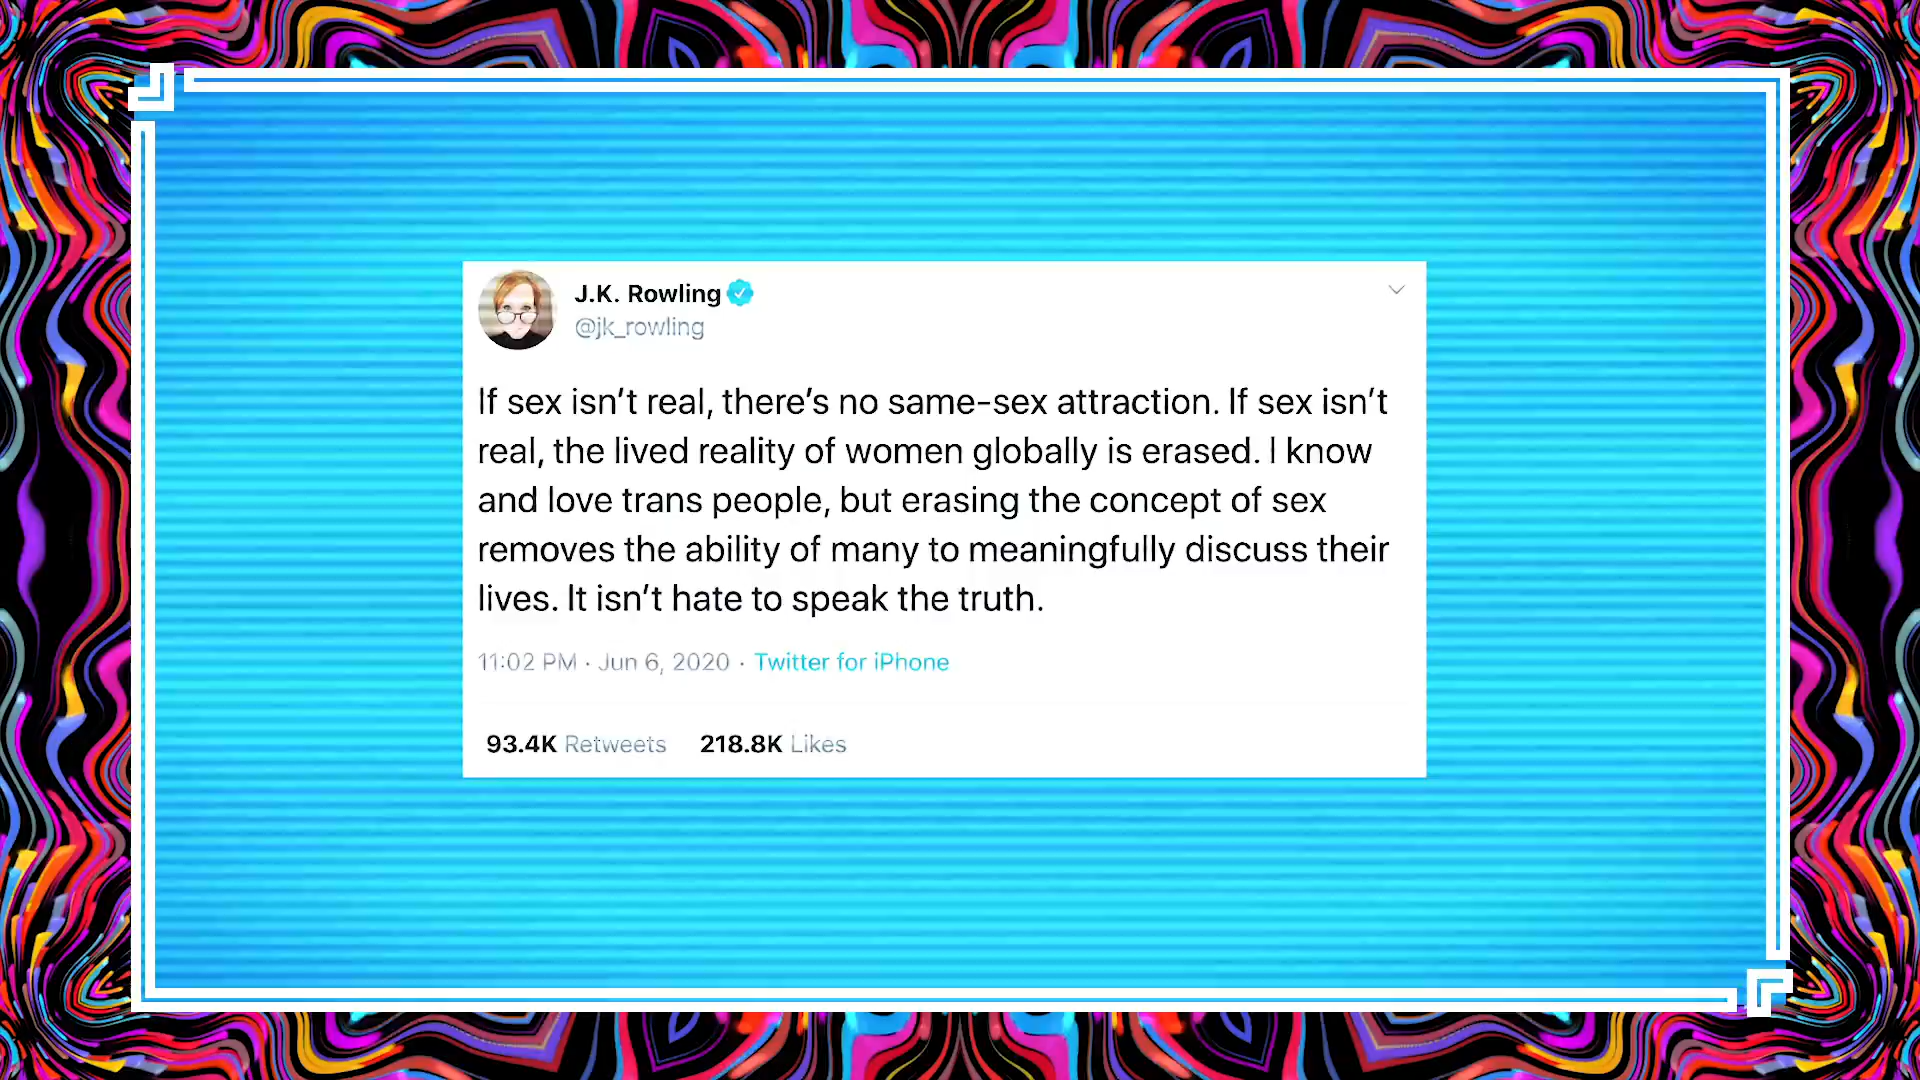 J.K. Rowling
@jk_rowling
If sex isn’t real, there’s no same-sex attraction. If sex isn’t
real, the lived reality of women globally is erased. I know
and love trans people, but erasing the concept of sex
removes the ability of many to meaningfully discuss their
lives. It isn’t hate to speak the truth.
11:02 PM · Jun 6, 2020 · Twitter for iPhone
93.4K Retweets 218.8K Likes